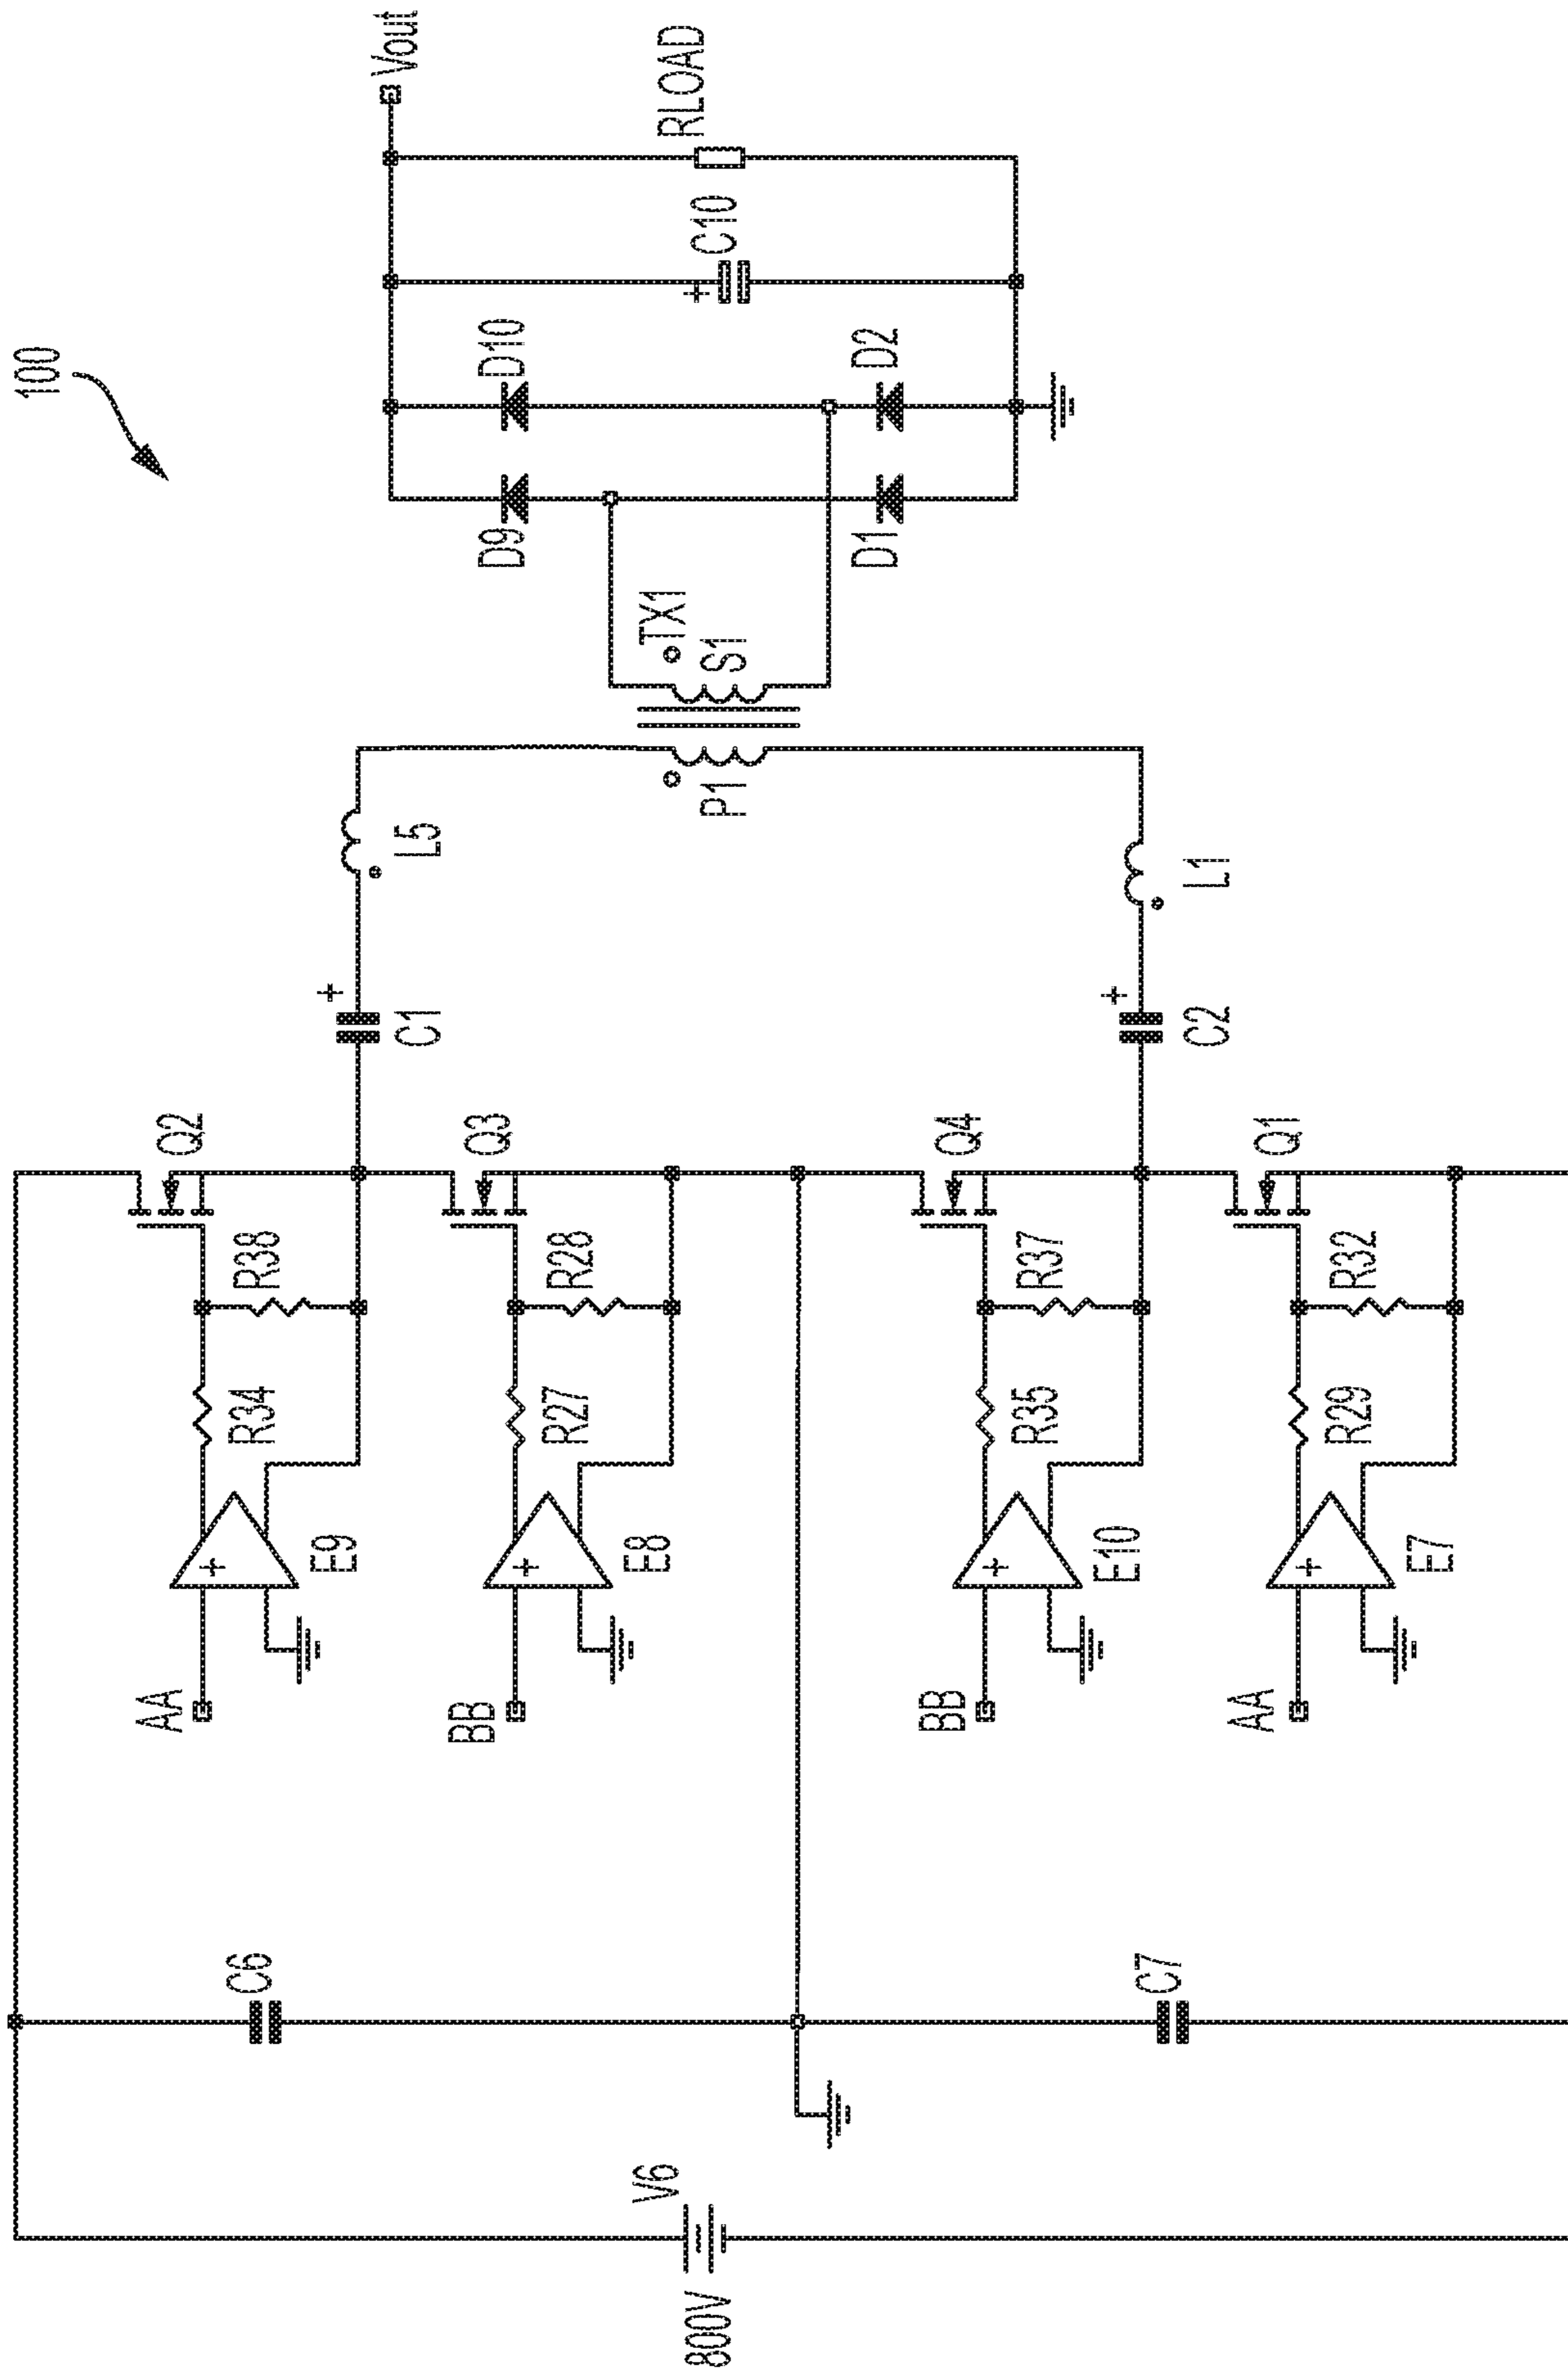 100
Vout
RLOAD
C10
+
D10
D2
D9
D1
TX1
S1
P1
L5
L1
+
C1
+
C2
Q2
Q3
Q4
Q1
R38
R28
R37
R32
R34
R27
R35
R29
+
E9
+
E8
+
E10
+
E7
AA
BB
BB
AA
C6
C7
V6
800V